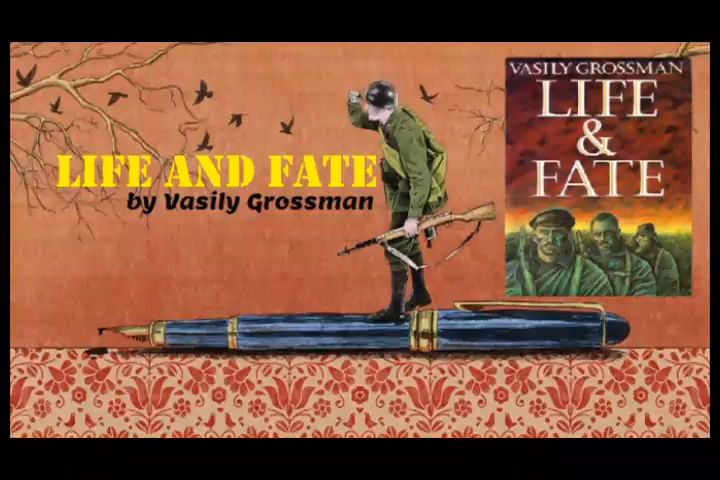 LIFE AND FATE
by Vasily Grossman
VASILY GROSSMAN
LIFE
&
FATE